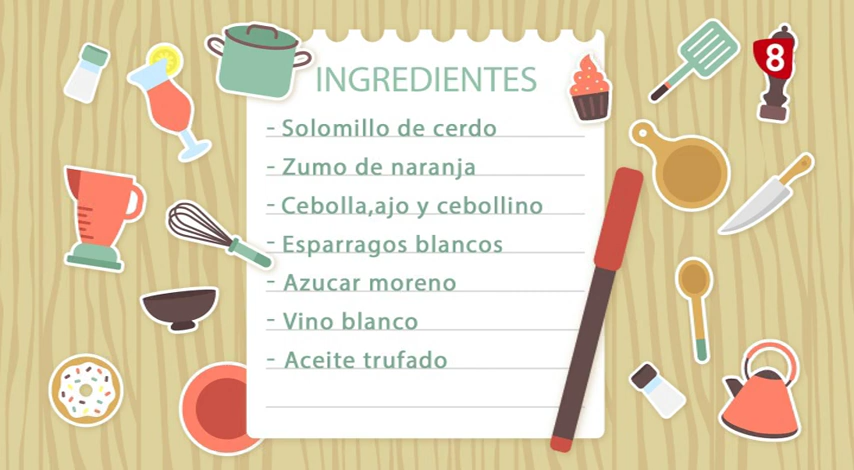 INGREDIENTES
8
- Solomillo de cerdo
- Zumo de naranja
- Cebolla,ajo y cebollino
- Esparragos blancos
- Azucar moreno
- Vino blanco
- Aceite trufado